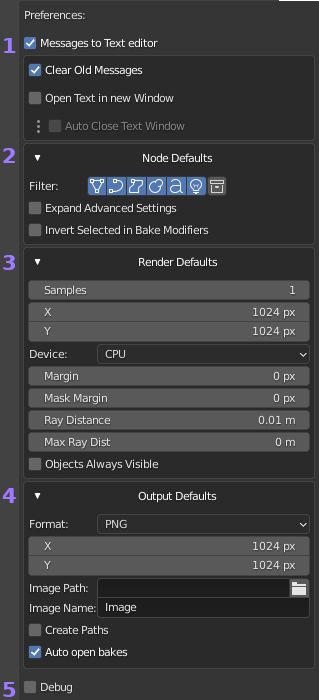 Preferences:
1 Messages to Text editor
Clear Old Messages
Open Text in new Window
Auto Close Text Window
2 Node Defaults
Filter:
Expand Advanced Settings
Invert Selected in Bake Modifiers
3 Render Defaults
Samples 1
X 1024 px
Y 1024 px
Device: CPU
Margin 0 px
Mask Margin 0 px
Ray Distance 0.01 m
Max Ray Dist 0 m
Objects Always Visible
4 Output Defaults
Format: PNG
X 1024 px
Y 1024 px
Image Path:
Image Name: Image
Create Paths
Auto open bakes
5 Debug